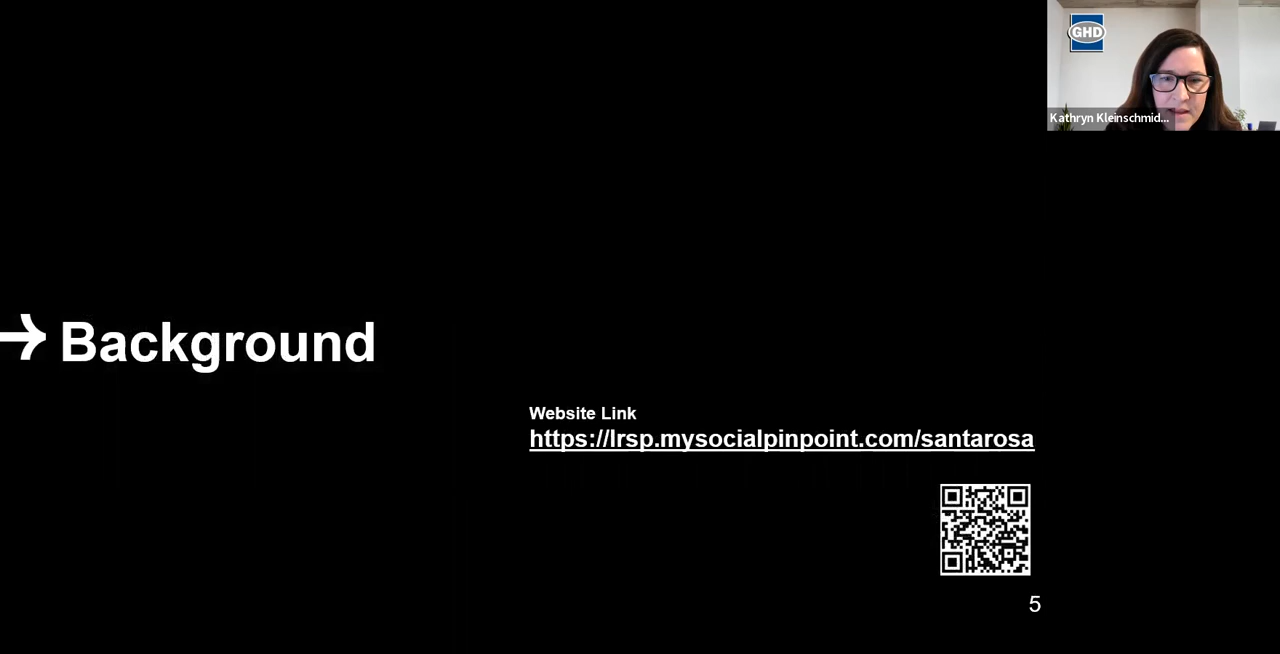 GHD
Kathryn Kleinschmid...
Background
Website Link
https://lrsp.mysocialpinpoint.com/santarosa
5